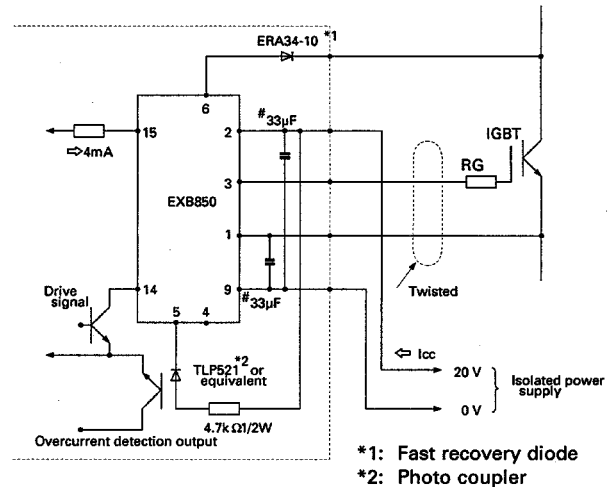 ERA34-10 *1
6
#33μF
15
2
⇨4mA
IGBT
RG
3
EXB850
1
Drive
signal
14
5
4
9
#33μF
Twisted
TLP521*2 or
equivalent
⇦ Icc
20 V
Isolated power
supply
0 V
4.7k Ω1/2W
Overcurrent detection output
*1: Fast recovery diode
*2: Photo coupler